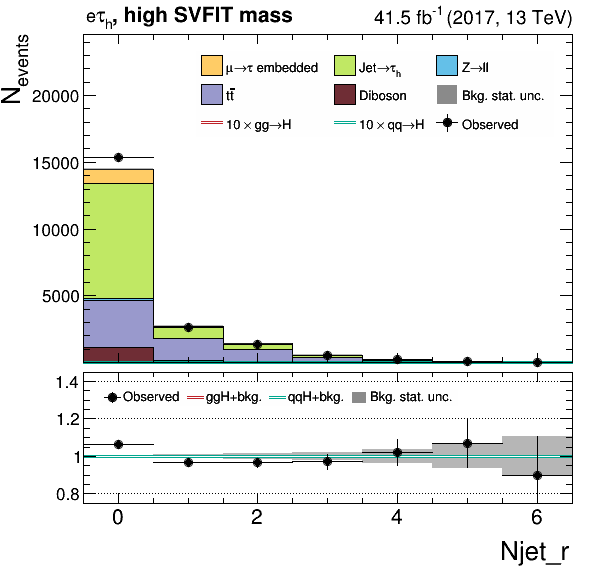 eτh, high SVFIT mass 41.5 fb⁻¹ (2017, 13 TeV)
Nevents
μ→τ embedded Jet→τh Z→ll
tt̄ Diboson Bkg. stat. unc.
10 × gg→H 10 × qq→H Observed
20000
15000
10000
5000
1.4
Observed ggH+bkg. qqH+bkg. Bkg. stat. unc.
1.2
1
0.8
0 2 4 6
Njet_r